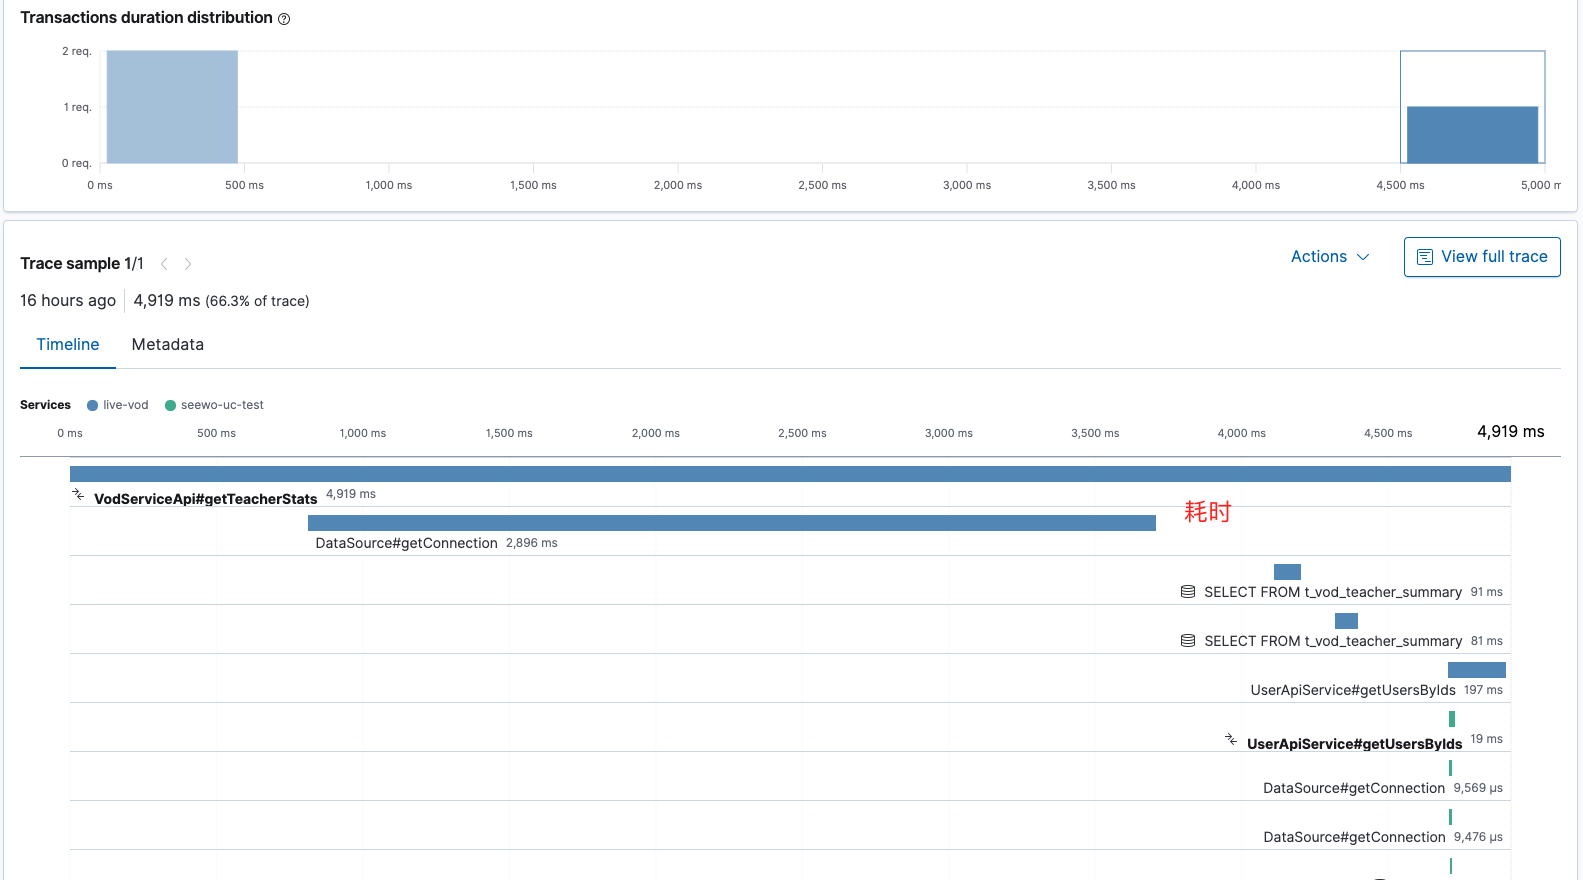 Transactions duration distribution
2 req.
1 req.
0 req.
0 ms 500 ms 1,000 ms 1,500 ms 2,000 ms 2,500 ms 3,000 ms 3,500 ms 4,000 ms 4,500 ms 5,000 m
Trace sample 1/1
Actions
View full trace
16 hours ago 4,919 ms (66.3% of trace)
Timeline Metadata
Services live-vod seewo-uc-test
0 ms 500 ms 1,000 ms 1,500 ms 2,000 ms 2,500 ms 3,000 ms 3,500 ms 4,000 ms 4,500 ms 4,919 ms
VodServiceApi#getTeacherStats 4,919 ms
耗时
DataSource#getConnection 2,896 ms
SELECT FROM t_vod_teacher_summary 91 ms
SELECT FROM t_vod_teacher_summary 81 ms
UserApiService#getUsersByIds 197 ms
UserApiService#getUsersByIds 19 ms
DataSource#getConnection 9,569 μs
DataSource#getConnection 9,476 μs